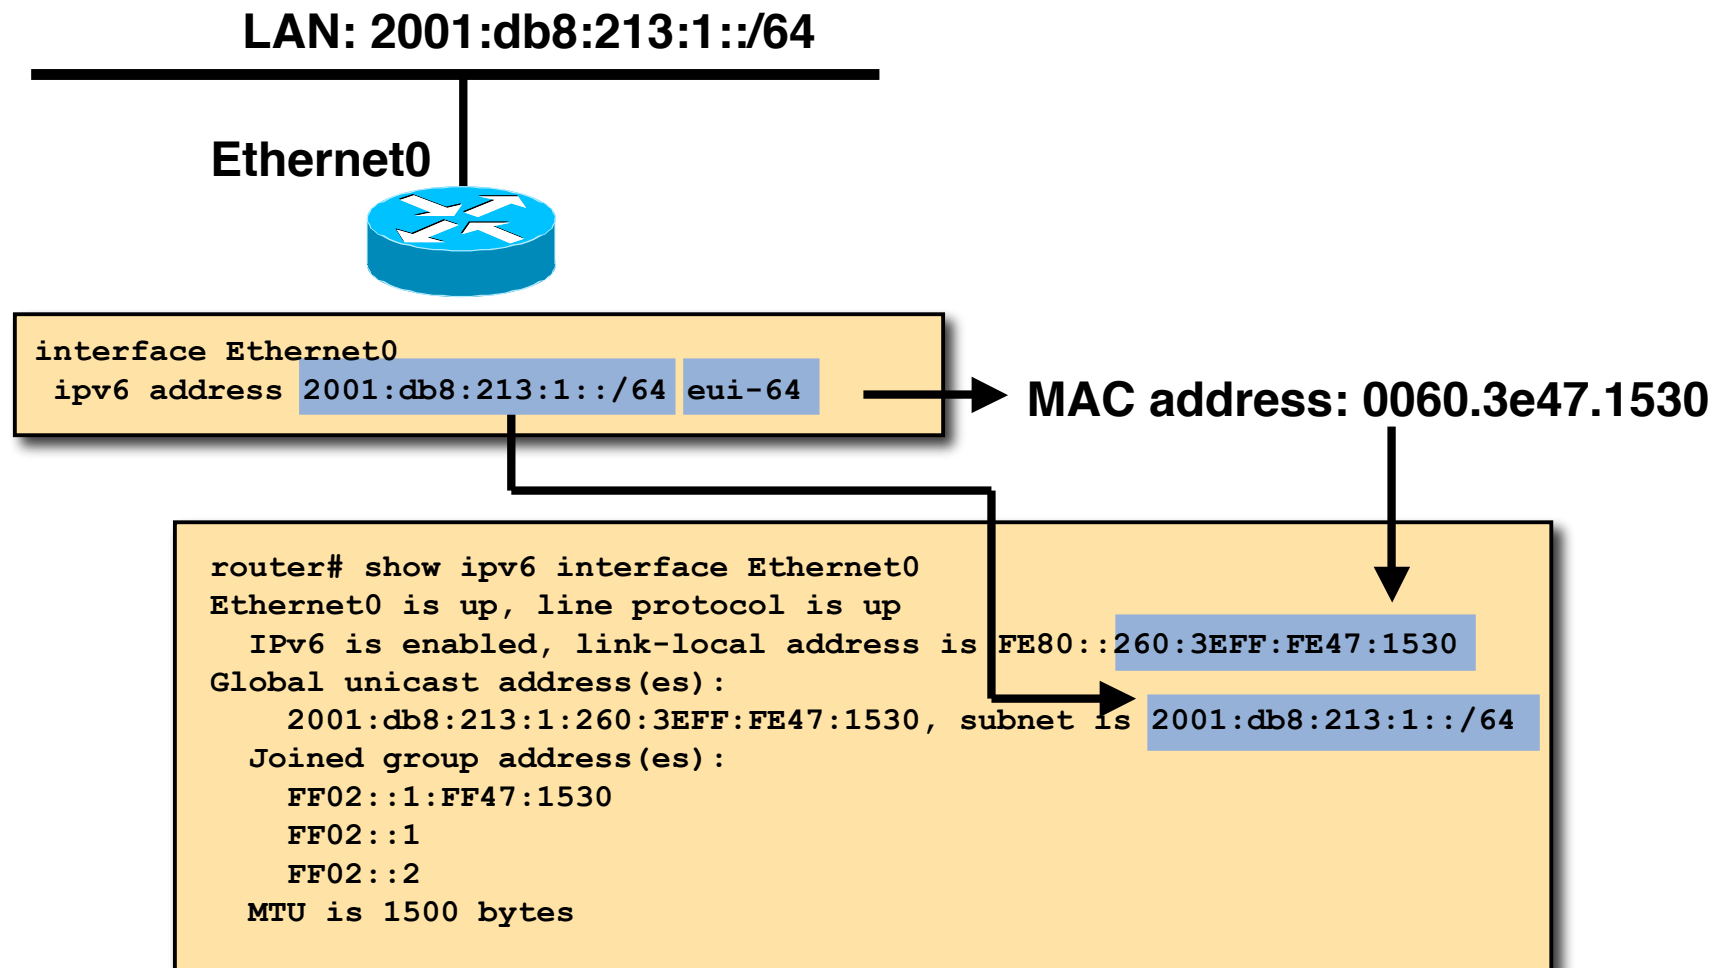 LAN: 2001:db8:213:1::/64
Ethernet0
interface Ethernet0
ipv6 address 2001:db8:213:1::/64 eui-64
MAC address: 0060.3e47.1530
router# show ipv6 interface Ethernet0
Ethernet0 is up, line protocol is up
IPv6 is enabled, link-local address is FE80::260:3EFF:FE47:1530
Global unicast address(es):
2001:db8:213:1:260:3EFF:FE47:1530, subnet is 2001:db8:213:1::/64
Joined group address(es):
FF02::1:FF47:1530
FF02::1
FF02::2
MTU is 1500 bytes